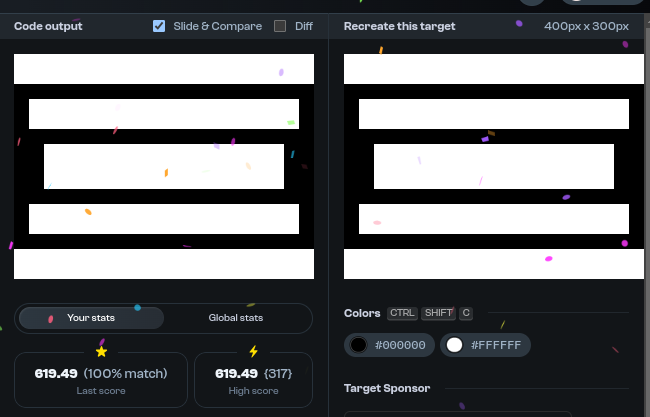 Code output
Slide & Compare
Diff
Recreate this target
400px x 300px
Your stats
Global stats
619.49 (100% match)
Last score
619.49 {317}
High score
Colors CTRL SHIFT C
#000000
#FFFFFF
Target Sponsor